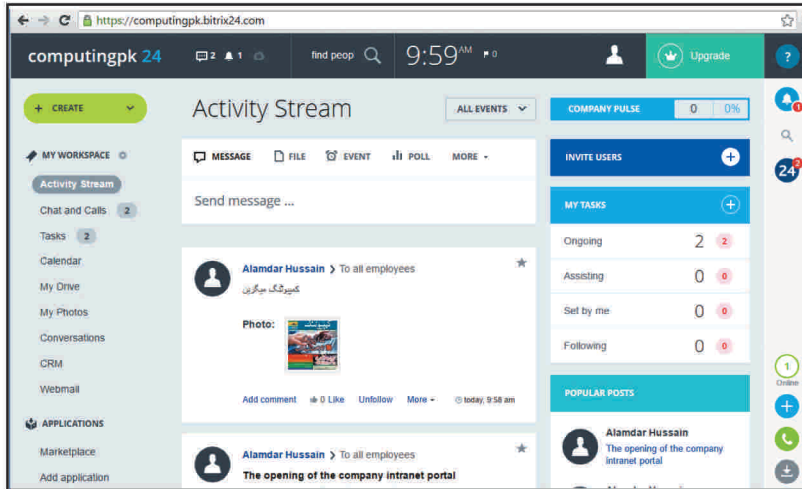 https://computingpk.bitrix24.com
computingpk 24
2 1
find peop
9:59 AM 0
Upgrade
?
+ CREATE
MY WORKSPACE
Activity Stream
Chat and Calls 2
Tasks 2
Calendar
My Drive
My Photos
Conversations
CRM
Webmail
APPLICATIONS
Marketplace
Add application
Activity Stream
ALL EVENTS
MESSAGE FILE EVENT POLL MORE
Send message ...
Alamdar Hussain > To all employees
کمپیوٹنگ میگزین
Photo:
Add comment 0 Like Unfollow More today, 9:58 am
Alamdar Hussain > To all employees
The opening of the company intranet portal
COMPANY PULSE 0 0%
INVITE USERS +
MY TASKS +
Ongoing 2 2
Assisting 0 0
Set by me 0 0
Following 0 0
POPULAR POSTS
Alamdar Hussain
The opening of the company
intranet portal
1
24 2
1
Online